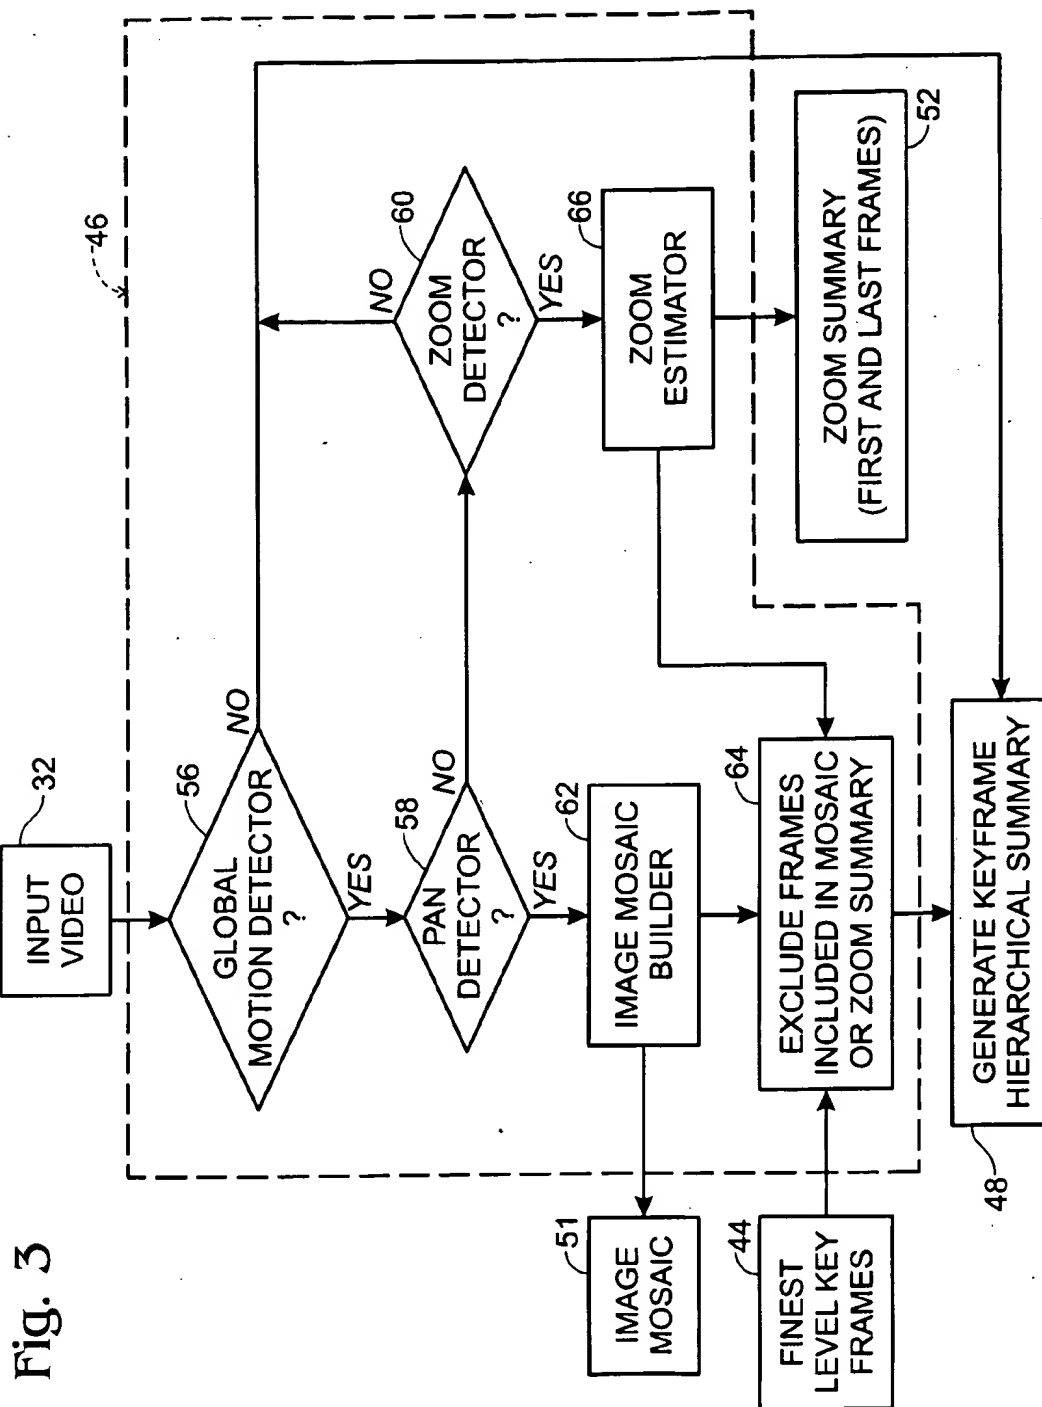 Fig. 3
46
INPUT
VIDEO
32
GLOBAL
MOTION DETECTOR
?
56
NO
YES
PAN
DETECTOR
?
58
NO
YES
ZOOM
DETECTOR
?
60
NO
YES
IMAGE MOSAIC
BUILDER
62
ZOOM
ESTIMATOR
66
IMAGE
MOSAIC
51
FINEST
LEVEL KEY
FRAMES
44
EXCLUDE FRAMES
INCLUDED IN MOSAIC
OR ZOOM SUMMARY
64
ZOOM SUMMARY
(FIRST AND LAST FRAMES)
52
GENERATE KEYFRAME
HIERARCHICAL SUMMARY
48